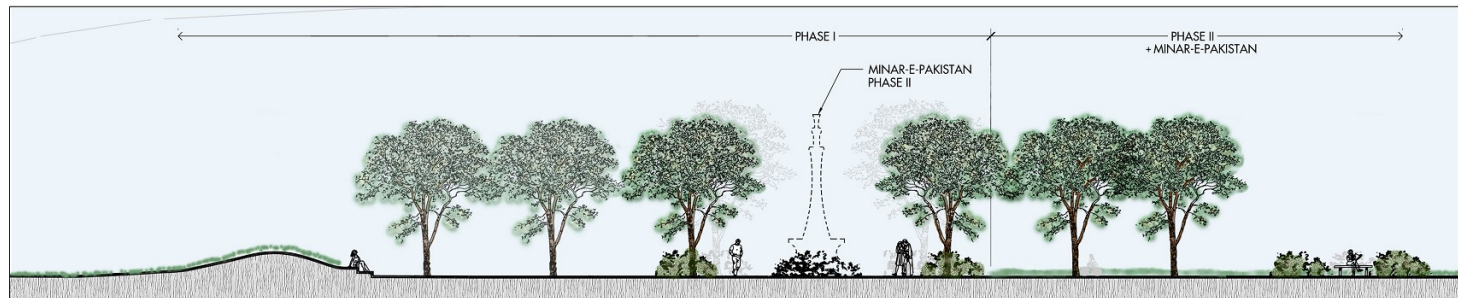 PHASE I
PHASE II
+ MINAR-E-PAKISTAN
MINAR-E-PAKISTAN
PHASE II